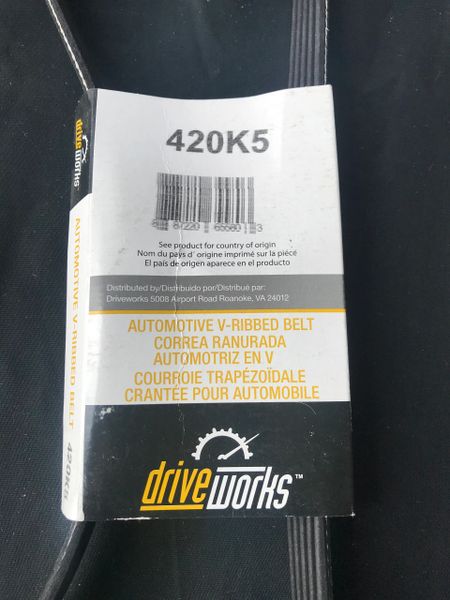 420K5
See product for country of origin
Nom du pays d' origine imprimé sur la pièce
El país de origen aparece en el producto
Distributed by/Distribuido por/Distribué par:
Driveworks 5008 Airport Road Roanoke, VA 24012
AUTOMOTIVE V-RIBBED BELT
CORREA RANURADA
AUTOMOTRIZ EN V
COURROIE TRAPÉZOÏDALE
CRANTÉE POUR AUTOMOBILE
driveworks™
driveworks
AUTOMOTIVE V-RIBBED BELT 420K5